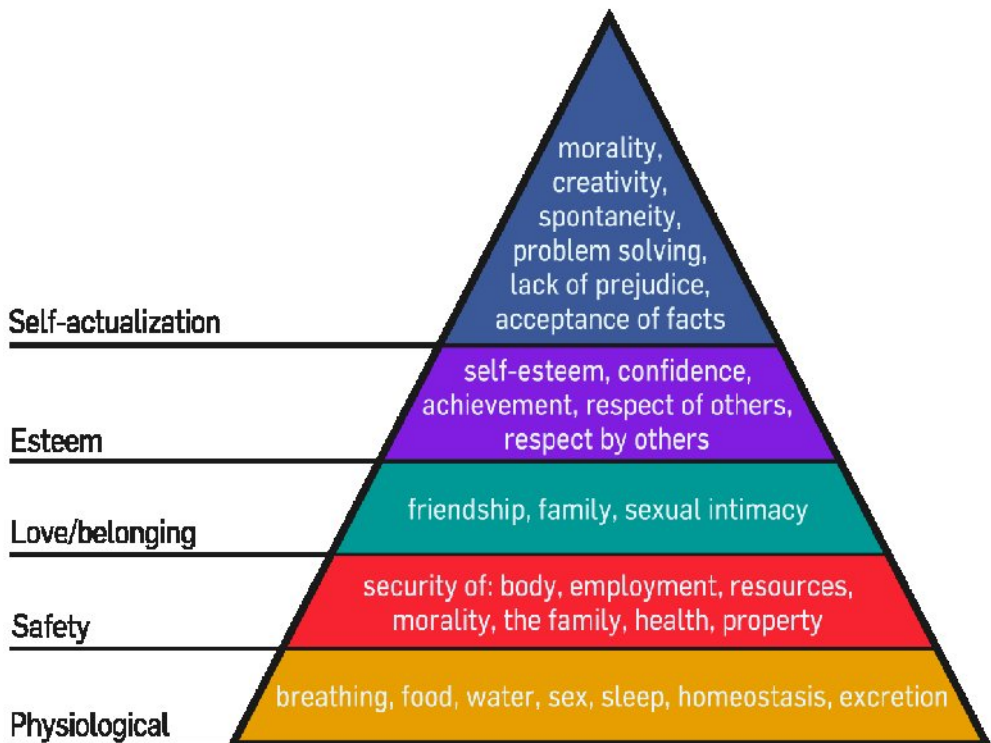 morality,
creativity,
spontaneity,
problem solving,
lack of prejudice,
acceptance of facts
Self-actualization
self-esteem, confidence,
achievement, respect of others,
respect by others
Esteem
friendship, family, sexual intimacy
Love/belonging
security of: body, employment, resources,
morality, the family, health, property
Safety
breathing, food, water, sex, sleep, homeostasis, excretion
Physiological